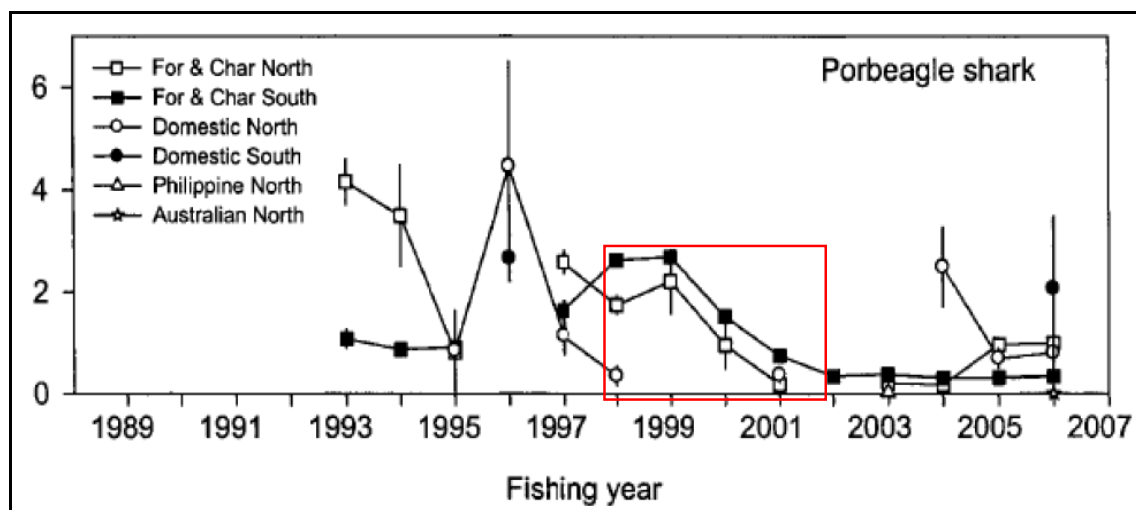 Porbeagle shark
For & Char North
For & Char South
Domestic North
Domestic South
Philippine North
Australian North
6
4
2
0
1989 1991 1993 1995 1997 1999 2001 2003 2005 2007
Fishing year